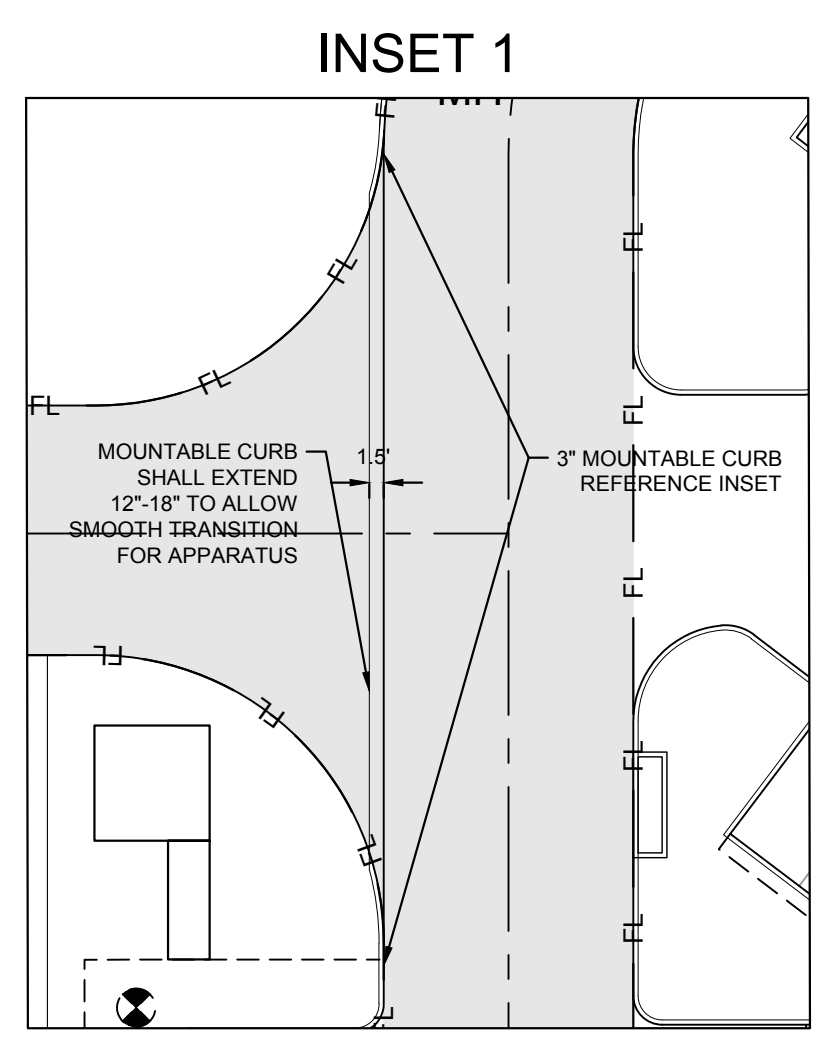 INSET 1
FL
FL
FL
FL
FL
MOUNTABLE CURB
SHALL EXTEND
12"-18" TO ALLOW
SMOOTH TRANSITION
FOR APPARATUS
1.5'
3" MOUNTABLE CURB
REFERENCE INSET
FL
FL
FL
FL
FL
FL
FL
FL